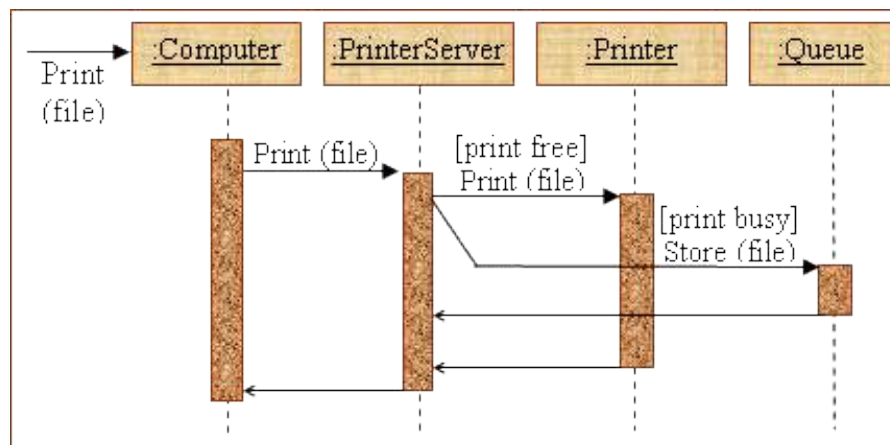 :Computer
:PrinterServer
:Printer
:Queue
Print
(file)
Print (file)
[print free]
Print (file)
[print busy]
Store (file)